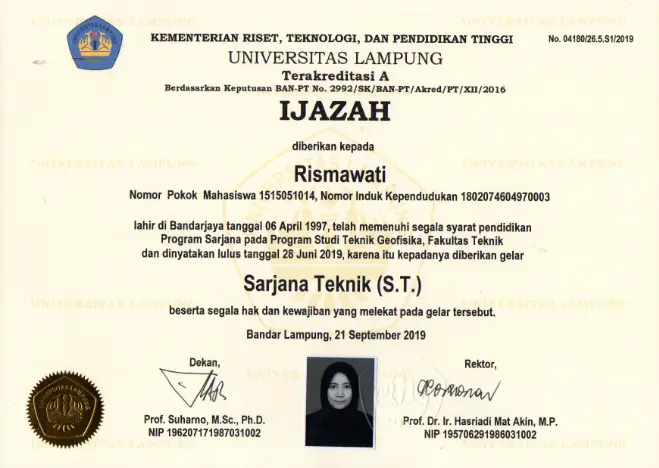 KEMENTERIAN RISET, TEKNOLOGI, DAN PENDIDIKAN TINGGI
No. 04180/26.5.S1/2019
UNIVERSITAS LAMPUNG
Terakreditasi A
Berdasarkan Keputusan BAN-PT No. 2992/SK/BAN-PT/Akred/PT/XII/2016
IJAZAH
diberikan kepada
Rismawati
Nomor Pokok Mahasiswa 1515051014, Nomor Induk Kependudukan 1802074604970003
lahir di Bandarjaya tanggal 06 April 1997, telah memenuhi segala syarat pendidikan
Program Sarjana pada Program Studi Teknik Geofisika, Fakultas Teknik
dan dinyatakan lulus tanggal 28 Juni 2019, karena itu kepadanya diberikan gelar
Sarjana Teknik (S.T.)
beserta segala hak dan kewajiban yang melekat pada gelar tersebut.
Bandar Lampung, 21 September 2019
Dekan,
Prof. Suharno, M.Sc., Ph.D.
NIP 196207171987031002
Rektor,
Prof. Dr. Ir. Hasriadi Mat Akin, M.P.
NIP 195706291986031002
UNIVERSITAS LAMPUNG